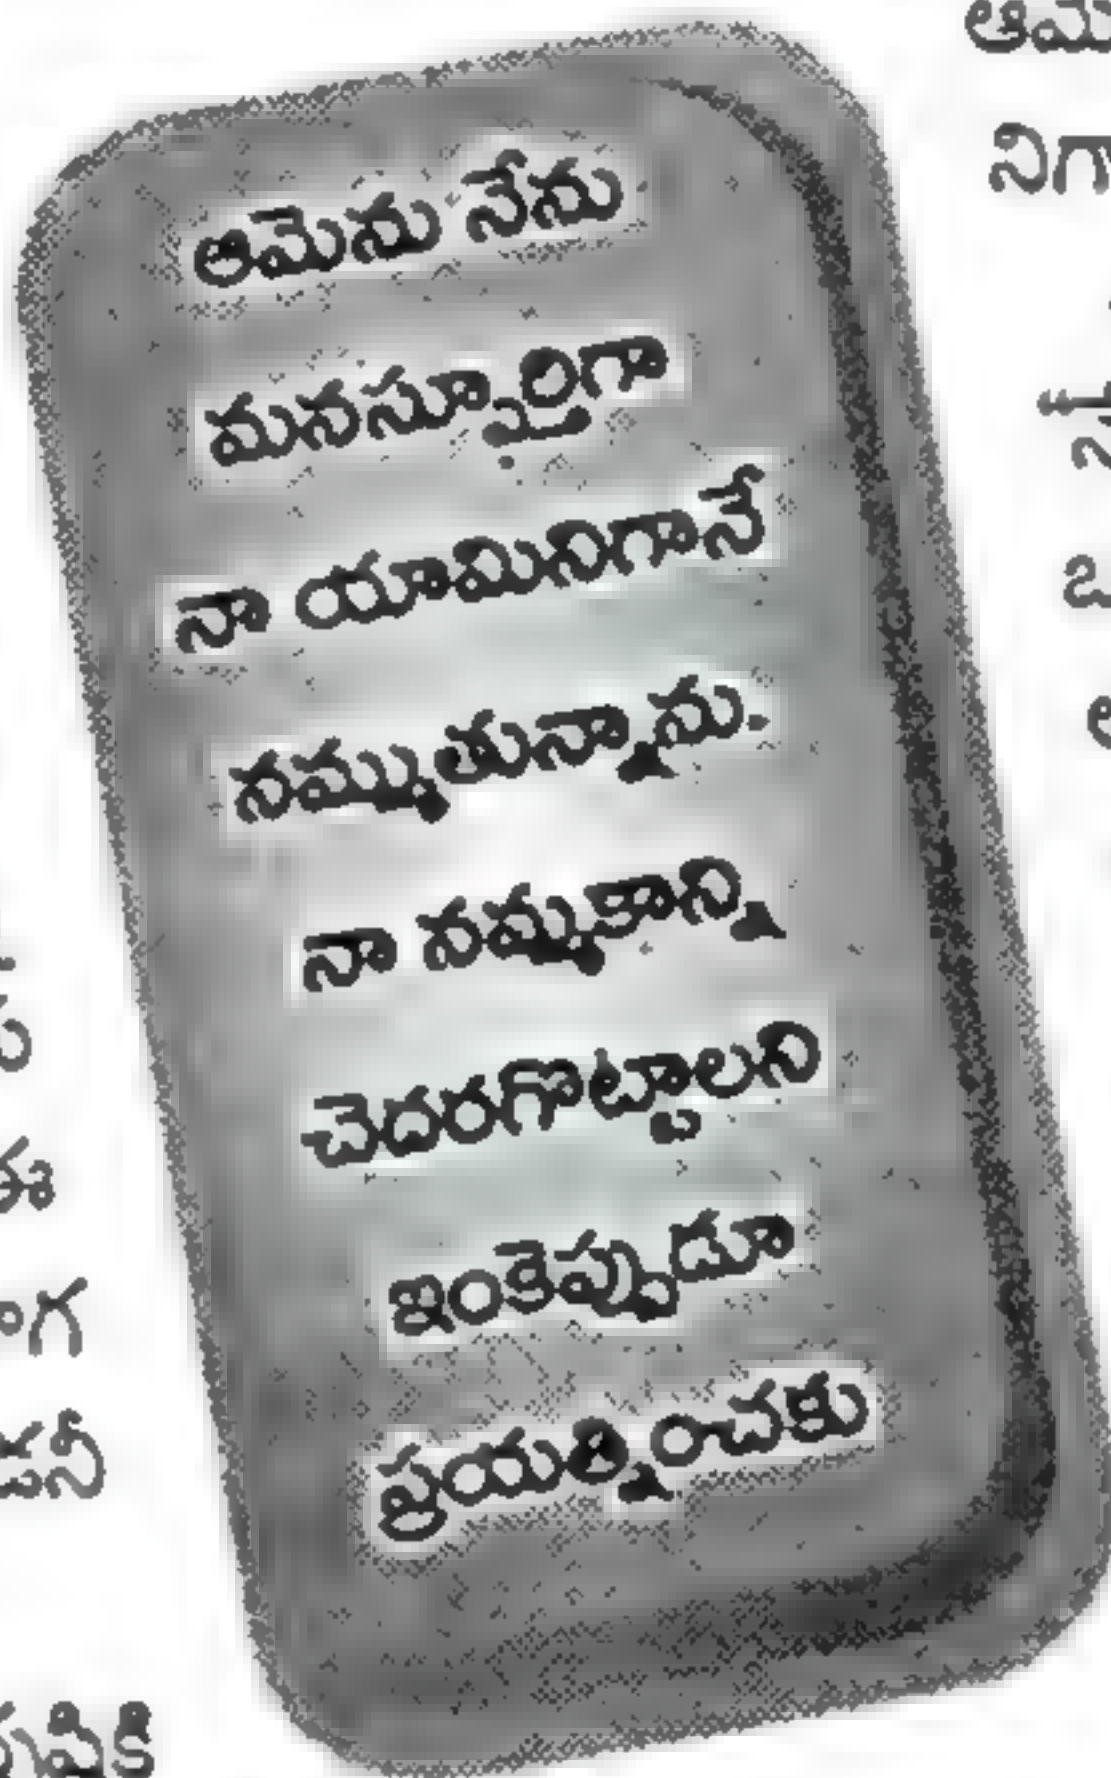 ఆమెను నేను
మనస్ఫూర్తిగా
నా యామినిగానే
నమ్ముతున్నాను.
నా నమ్మకాన్ని
చెదరగొట్టాలని
ఇంకెప్పుడూ
ప్రయత్నించకు